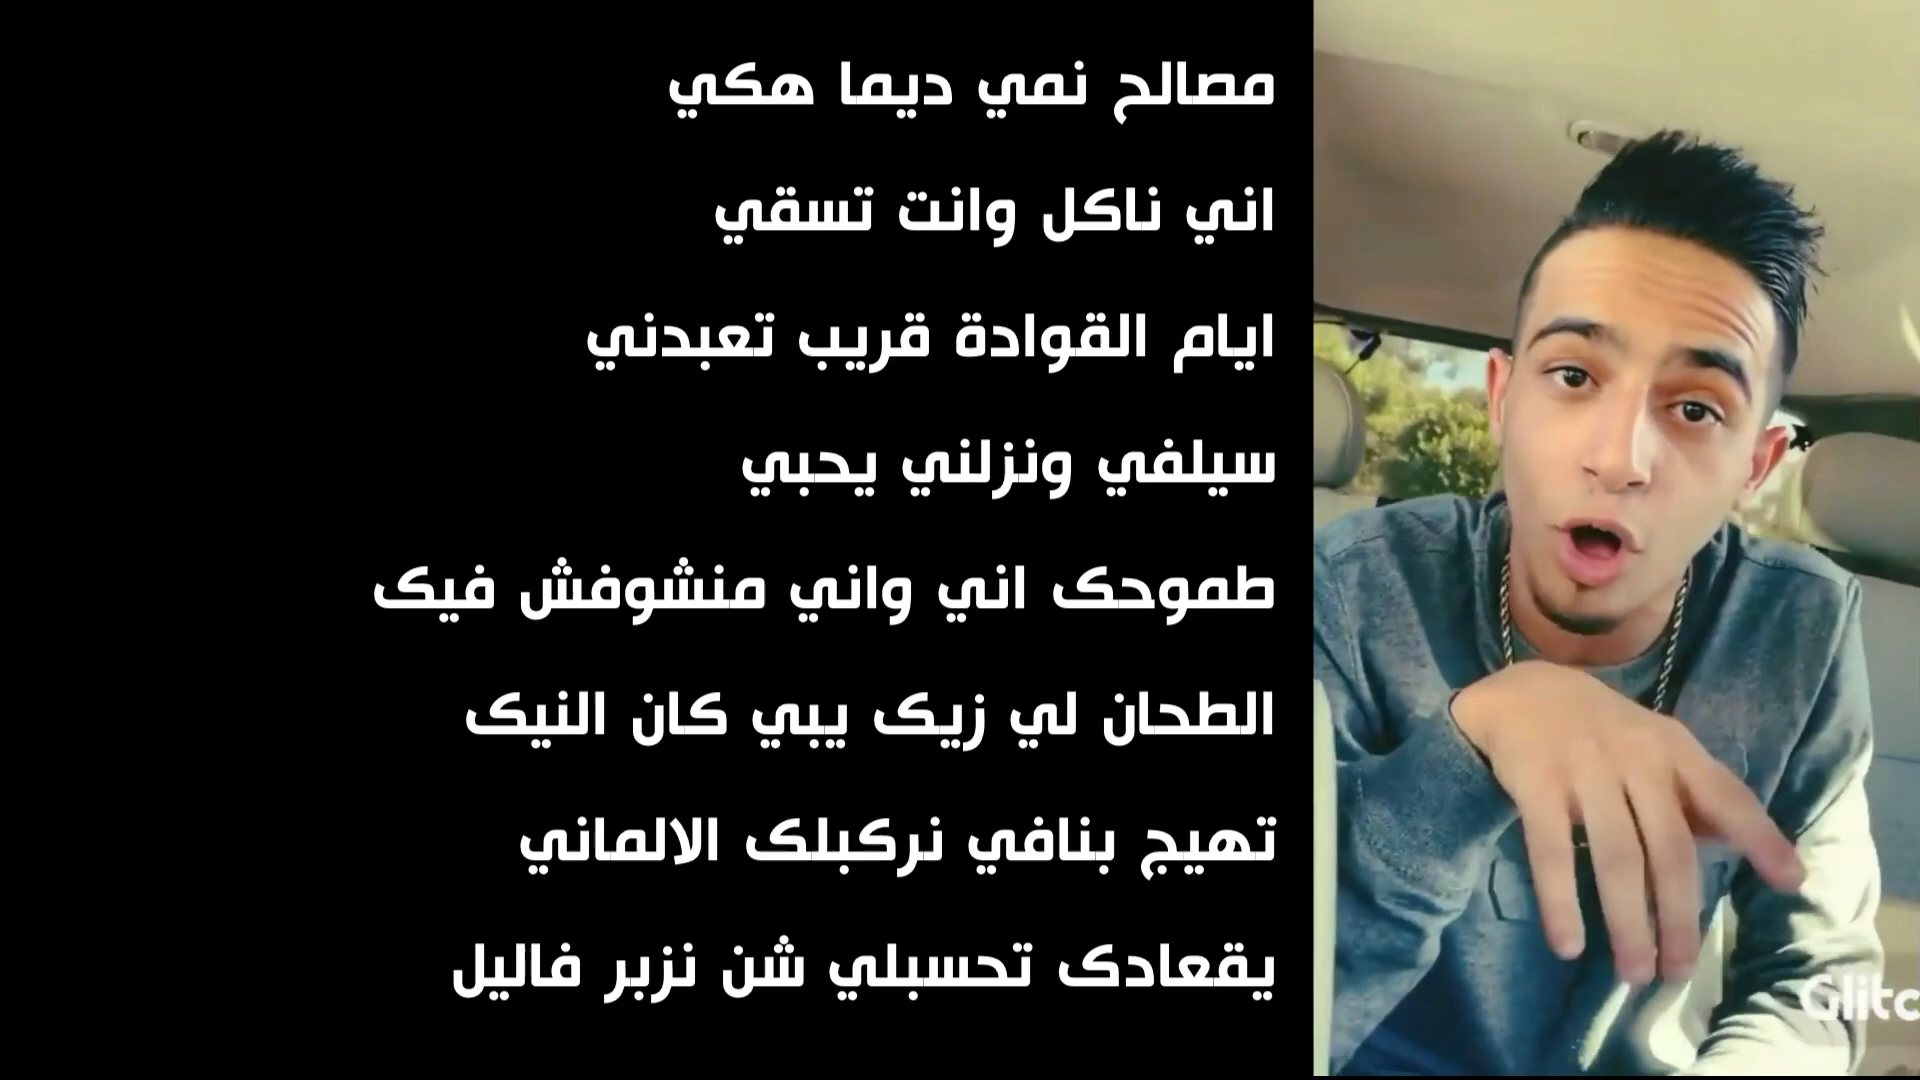 مصالح نمي ديما هكي
اني ناكل وانت تسقي
ايام القوادة قريب تعبدني
سيلفي ونزلني يحبي
طموحك اني واني منشوفش فيك
الطحان لي زيك يبي كان النيك
تهيج بنافي نركبلك الالماني
يقعادك تحسبلي شن نزبر فاليل
Glitc